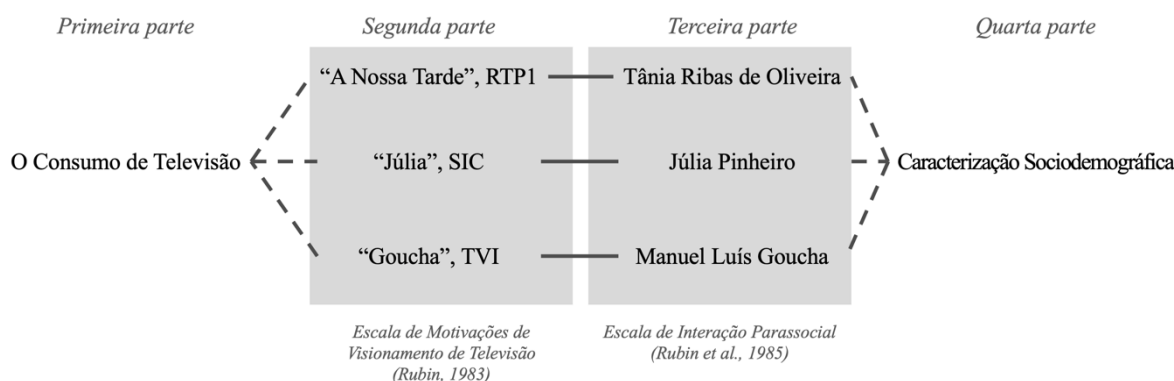 Primeira parte
Segunda parte
Terceira parte
Quarta parte
“A Nossa Tarde”, RTP1
Tânia Ribas de Oliveira
O Consumo de Televisão
“Júlia”, SIC
Júlia Pinheiro
Caracterização Sociodemográfica
“Goucha”, TVI
Manuel Luís Goucha
Escala de Motivações de
Visionamento de Televisão
(Rubin, 1983)
Escala de Interação Parassocial
(Rubin et al., 1985)